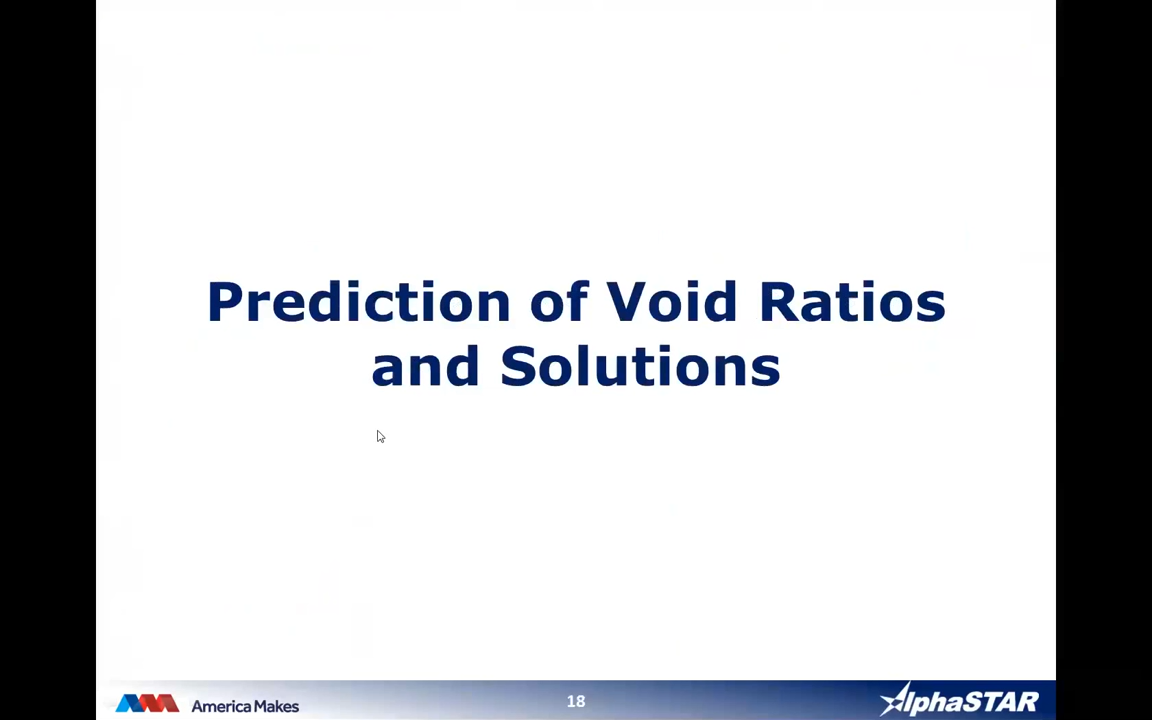 Prediction of Void Ratios
and Solutions
America Makes
18
AlphaSTAR